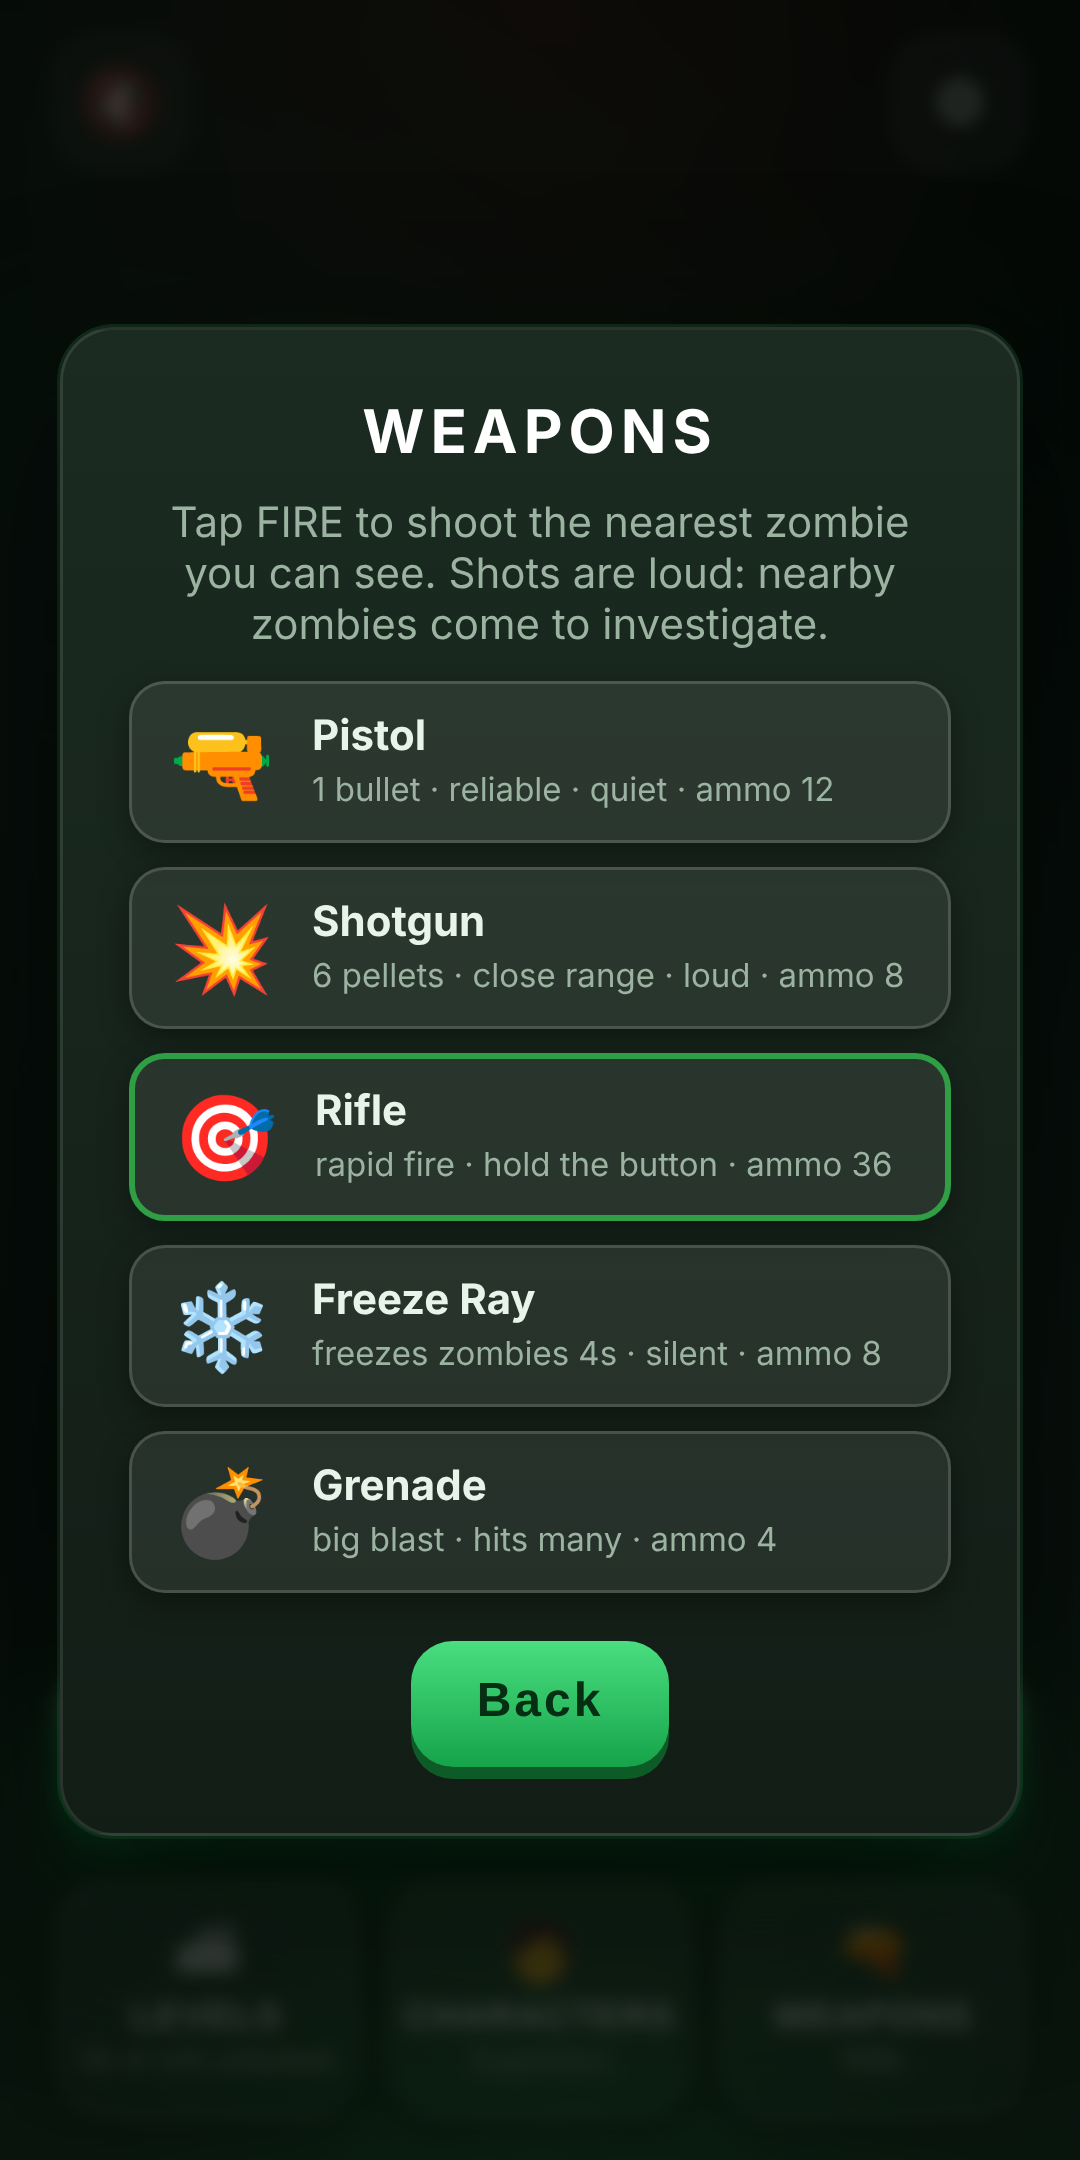 WEAPONS
Tap FIRE to shoot the nearest zombie
you can see. Shots are loud: nearby
zombies come to investigate.
Pistol
1 bullet · reliable · quiet · ammo 12
Shotgun
6 pellets · close range · loud · ammo 8
Rifle
rapid fire · hold the button · ammo 36
Freeze Ray
freezes zombies 4s · silent · ammo 8
Grenade
big blast · hits many · ammo 4
Back
LEVELS CHARACTERS WEAPONS